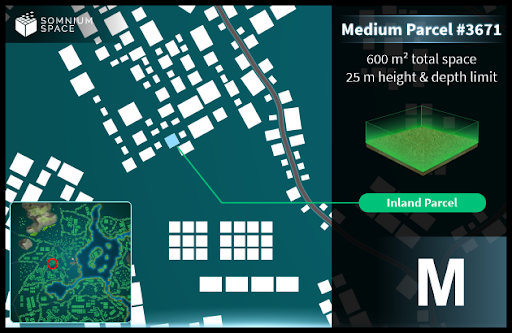 SOMNIUM
SPACE
Medium Parcel #3671
600 m² total space
25 m height & depth limit
Inland Parcel
M